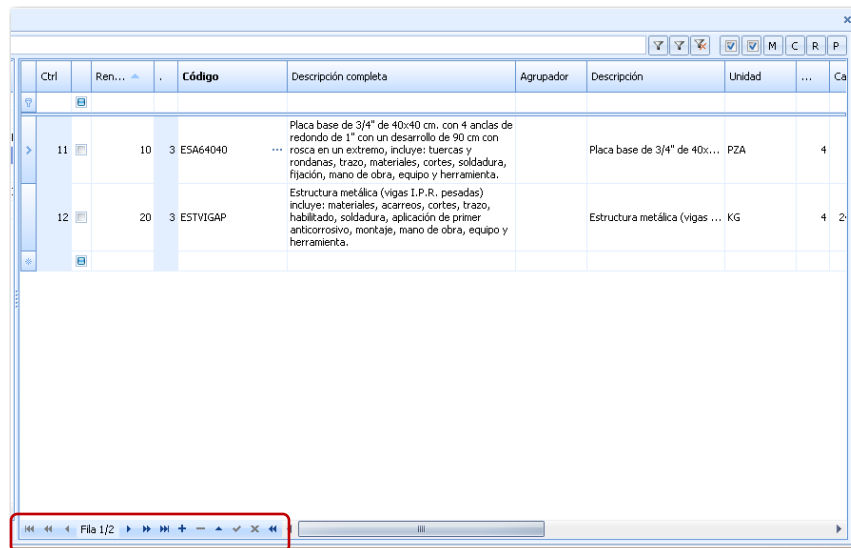 M C R P
Ctrl Ren... . Código Descripción completa Agrupador Descripción Unidad ... Ca
11 10 3 ESA64040 ... Placa base de 3/4" de 40x40 cm. con 4 anclas de
redondo de 1" con un desarrollo de 90 cm con
rosca en un extremo, incluye: tuercas y
rondanas, trazo, materiales, cortes, soldadura,
fijación, mano de obra, equipo y herramienta.
Placa base de 3/4" de 40x... PZA 4
12 20 3 ESTVIGAP Estructura metálica (vigas I.P.R. pesadas)
incluye: materiales, acarreos, cortes, trazo,
habilitado, soldadura, aplicación de primer
anticorrosivo, montaje, mano de obra, equipo y
herramienta.
Estructura metálica (vigas ... KG 4 2
Fila 1/2